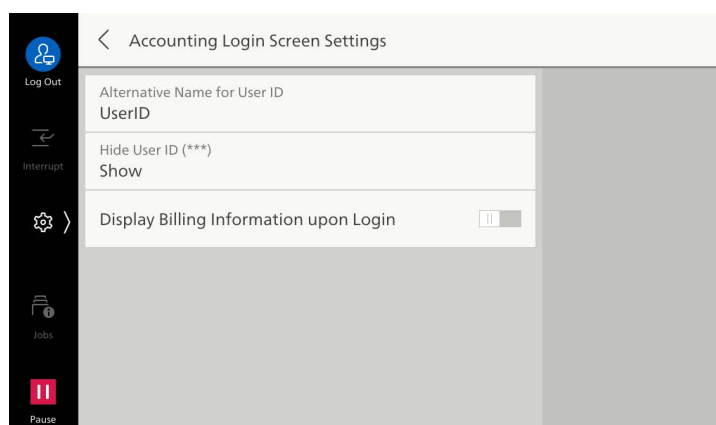 Accounting Login Screen Settings
Log Out
Alternative Name for User ID
UserID
Interrupt
Hide User ID (***)
Show
Display Billing Information upon Login
Jobs
Pause